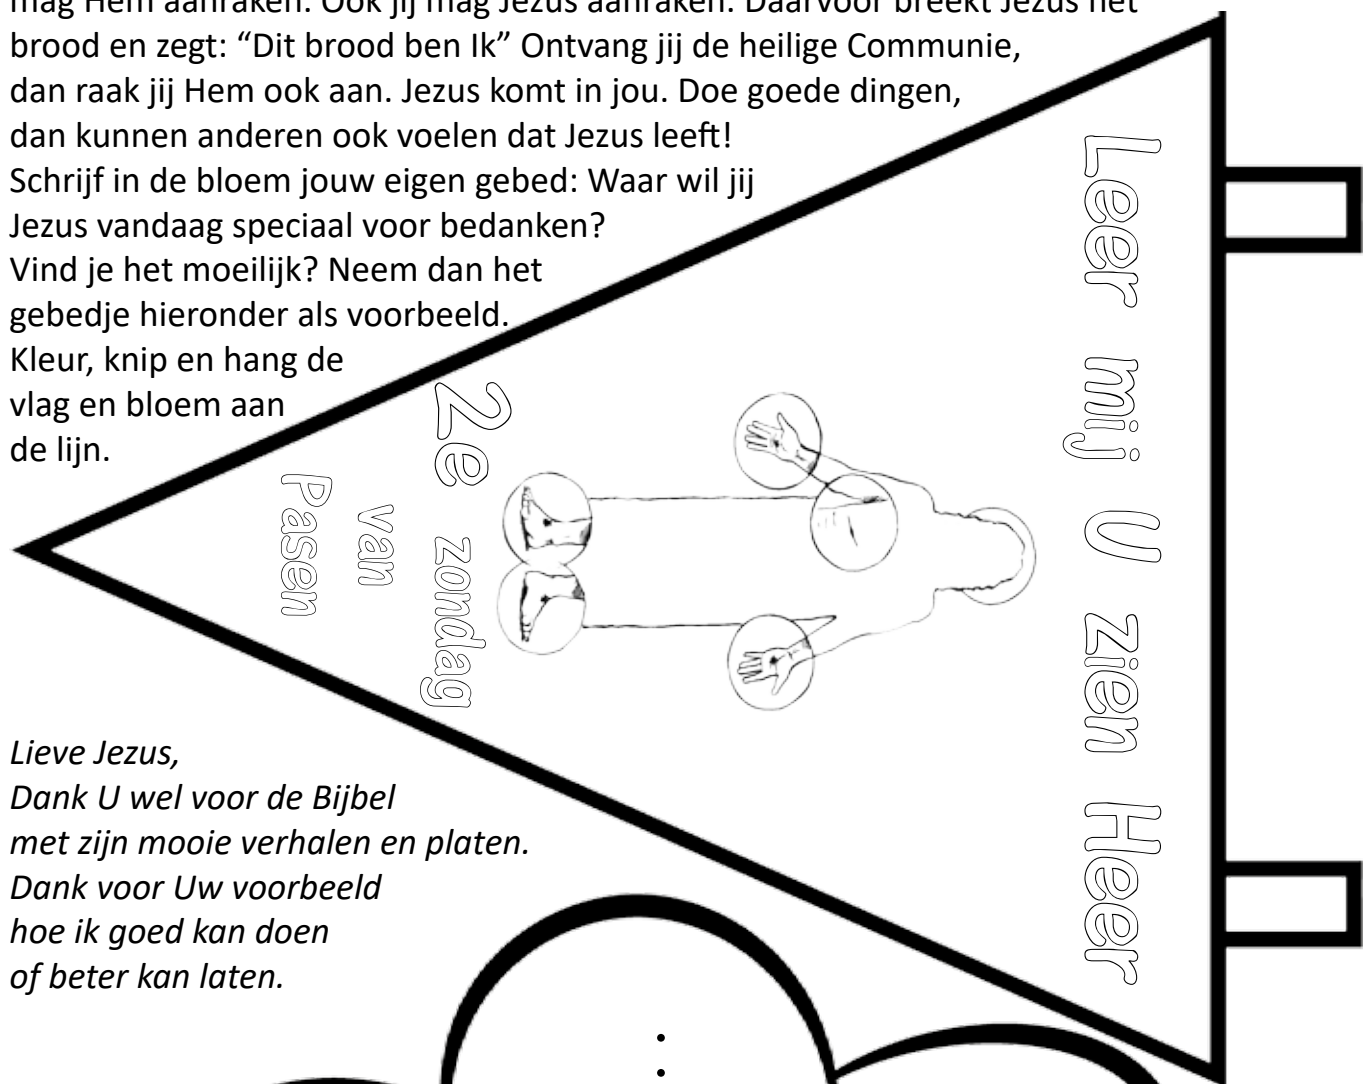 mag Hem aanraken. Ook jij mag Jezus aanraken. Daarvoor breekt Jezus het
brood en zegt: “Dit brood ben Ik” Ontvang jij de heilige Communie,
dan raak jij Hem ook aan. Jezus komt in jou. Doe goede dingen,
dan kunnen anderen ook voelen dat Jezus leeft!
Schrijf in de bloem jouw eigen gebed: Waar wil jij
Jezus vandaag speciaal voor bedanken?
Vind je het moeilijk? Neem dan het
gebedje hieronder als voorbeeld.
Kleur, knip en hang de
vlag en bloem aan
de lijn.
Leer mij U zien Heer
2e zondag
van
Pasen
Lieve Jezus,
Dank U wel voor de Bijbel
met zijn mooie verhalen en platen.
Dank voor Uw voorbeeld
hoe ik goed kan doen
of beter kan laten.